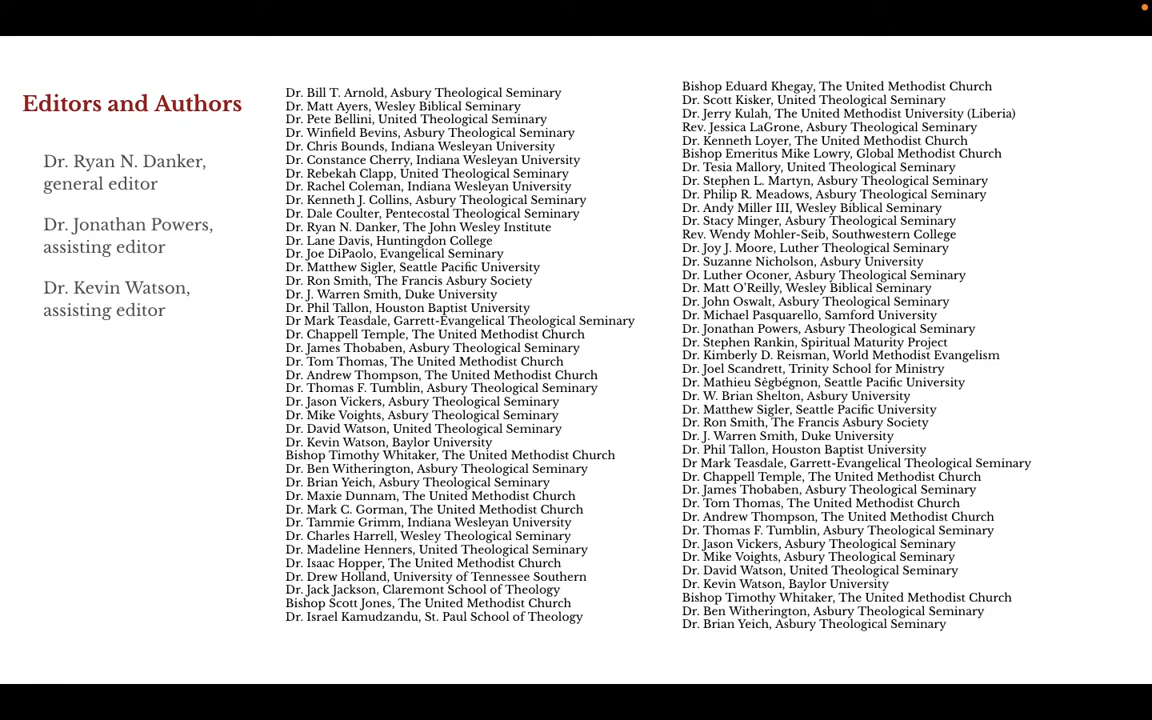 Editors and Authors
Dr. Ryan N. Danker,
general editor
Dr. Jonathan Powers,
assisting editor
Dr. Kevin Watson,
assisting editor
Dr. Bill T. Arnold, Asbury Theological Seminary
Dr. Matt Ayers, Wesley Biblical Seminary
Dr. Pete Bellini, United Theological Seminary
Dr. Winfield Bevins, Asbury Theological Seminary
Dr. Chris Bounds, Indiana Wesleyan University
Dr. Constance Cherry, Indiana Wesleyan University
Dr. Rebekah Clapp, United Theological Seminary
Dr. Rachel Coleman, Indiana Wesleyan University
Dr. Kenneth J. Collins, Asbury Theological Seminary
Dr. Dale Coulter, Pentecostal Theological Seminary
Dr. Ryan N. Danker, The John Wesley Institute
Dr. Lane Davis, Huntingdon College
Dr. Joe DiPaolo, Evangelical Seminary
Dr. Matthew Sigler, Seattle Pacific University
Dr. Ron Smith, The Francis Asbury Society
Dr. J. Warren Smith, Duke University
Dr. Phil Tallon, Houston Baptist University
Dr Mark Teasdale, Garrett-Evangelical Theological Seminary
Dr. Chappell Temple, The United Methodist Church
Dr. James Thobaben, Asbury Theological Seminary
Dr. Tom Thomas, The United Methodist Church
Dr. Andrew Thompson, The United Methodist Church
Dr. Thomas F. Tumblin, Asbury Theological Seminary
Dr. Jason Vickers, Asbury Theological Seminary
Dr. Mike Voights, Asbury Theological Seminary
Dr. David Watson, United Theological Seminary
Dr. Kevin Watson, Baylor University
Bishop Timothy Whitaker, The United Methodist Church
Dr. Ben Witherington, Asbury Theological Seminary
Dr. Brian Yeich, Asbury Theological Seminary
Dr. Maxie Dunnam, The United Methodist Church
Dr. Mark C. Gorman, The United Methodist Church
Dr. Tammie Grimm, Indiana Wesleyan University
Dr. Charles Harrell, Wesley Theological Seminary
Dr. Madeline Henners, United Theological Seminary
Dr. Isaac Hopper, The United Methodist Church
Dr. Drew Holland, University of Tennessee Southern
Dr. Jack Jackson, Claremont School of Theology
Bishop Scott Jones, The United Methodist Church
Dr. Israel Kamudzandu, St. Paul School of Theology
Bishop Eduard Khegay, The United Methodist Church
Dr. Scott Kisker, United Theological Seminary
Dr. Jerry Kulah, The United Methodist University (Liberia)
Rev. Jessica LaGrone, Asbury Theological Seminary
Dr. Kenneth Loyer, The United Methodist Church
Bishop Emeritus Mike Lowry, Global Methodist Church
Dr. Tesia Mallory, United Theological Seminary
Dr. Stephen L. Martyn, Asbury Theological Seminary
Dr. Philip R. Meadows, Asbury Theological Seminary
Dr. Andy Miller III, Wesley Biblical Seminary
Dr. Stacy Minger, Asbury Theological Seminary
Rev. Wendy Mohler-Seib, Southwestern College
Dr. Joy J. Moore, Luther Theological Seminary
Dr. Suzanne Nicholson, Asbury University
Dr. Luther Oconer, Asbury Theological Seminary
Dr. Matt O'Reilly, Wesley Biblical Seminary
Dr. John Oswalt, Asbury Theological Seminary
Dr. Michael Pasquarello, Samford University
Dr. Jonathan Powers, Asbury Theological Seminary
Dr. Stephen Rankin, Spiritual Maturity Project
Dr. Kimberly D. Reisman, World Methodist Evangelism
Dr. Joel Scandrett, Trinity School for Ministry
Dr. Mathieu Sègbégnon, Seattle Pacific University
Dr. W. Brian Shelton, Asbury University
Dr. Matthew Sigler, Seattle Pacific University
Dr. Ron Smith, The Francis Asbury Society
Dr. J. Warren Smith, Duke University
Dr. Phil Tallon, Houston Baptist University
Dr Mark Teasdale, Garrett-Evangelical Theological Seminary
Dr. Chappell Temple, The United Methodist Church
Dr. James Thobaben, Asbury Theological Seminary
Dr. Tom Thomas, The United Methodist Church
Dr. Andrew Thompson, The United Methodist Church
Dr. Thomas F. Tumblin, Asbury Theological Seminary
Dr. Jason Vickers, Asbury Theological Seminary
Dr. Mike Voights, Asbury Theological Seminary
Dr. David Watson, United Theological Seminary
Dr. Kevin Watson, Baylor University
Bishop Timothy Whitaker, The United Methodist Church
Dr. Ben Witherington, Asbury Theological Seminary
Dr. Brian Yeich, Asbury Theological Seminary